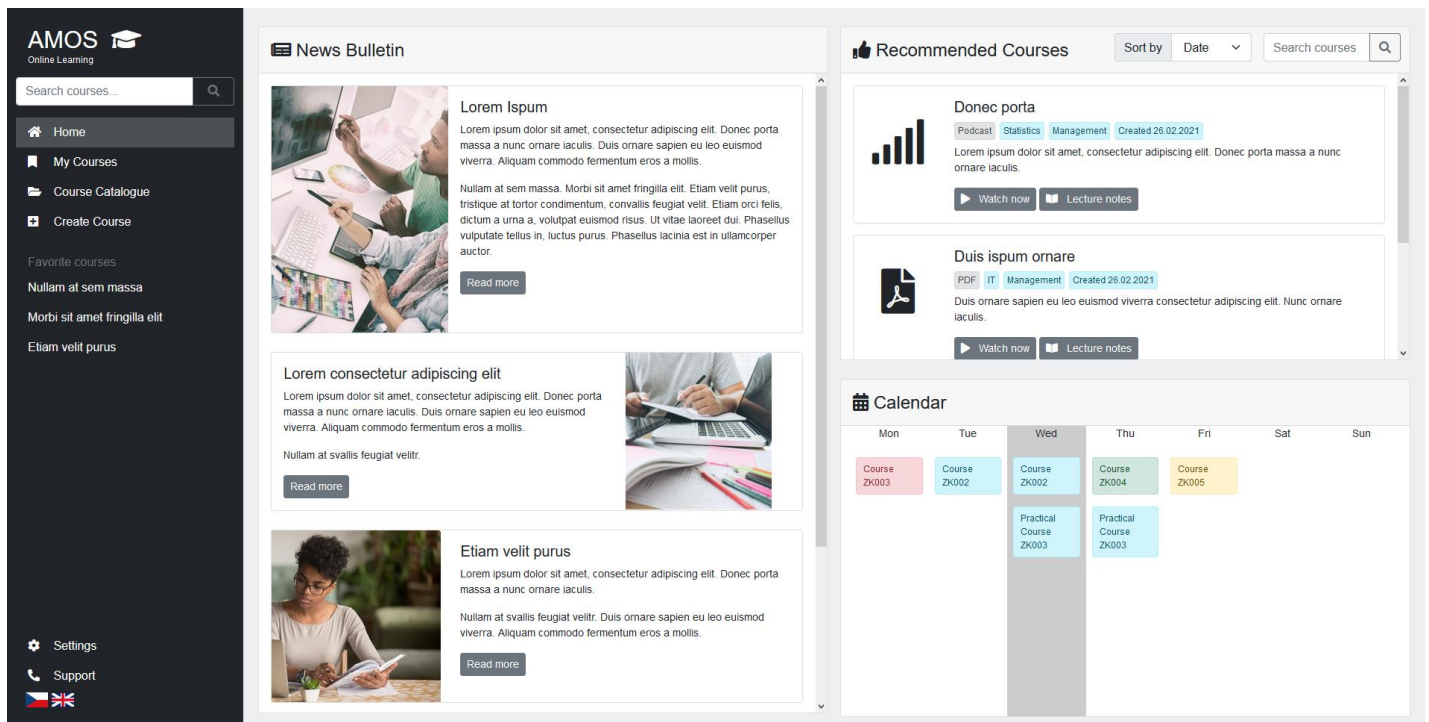 AMOS
Online Learning
Search courses...
Home
My Courses
Course Catalogue
Create Course
Favorite courses
Nullam at sem massa
Morbi sit amet fringilla elit
Etiam velit purus
Settings
Support
News Bulletin
Lorem Ispum
Lorem ipsum dolor sit amet, consectetur adipiscing elit. Donec porta
massa a nunc ornare iaculis. Duis ornare sapien eu leo euismod
viverra. Aliquam commodo fermentum eros a mollis.
Nullam at sem massa. Morbi sit amet fringilla elit. Etiam velit purus,
tristique at tortor condimentum, convallis feugiat velit. Etiam orci felis,
dictum a urna a, volutpat euismod risus. Ut vitae laoreet dui. Phasellus
vulputate tellus in, luctus purus. Phasellus lacinia est in ullamcorper
auctor.
Read more
Lorem consectetur adipiscing elit
Lorem ipsum dolor sit amet, consectetur adipiscing elit. Donec porta
massa a nunc ornare iaculis. Duis ornare sapien eu leo euismod
viverra. Aliquam commodo fermentum eros a mollis.
Nullam at svallis feugiat velitr.
Read more
Etiam velit purus
Lorem ipsum dolor sit amet, consectetur adipiscing elit. Donec porta
massa a nunc ornare iaculis.
Nullam at svallis feugiat velitr. Duis ornare sapien eu leo euismod
viverra. Aliquam commodo fermentum eros a mollis.
Read more
Recommended Courses
Sort by Date
Search courses
Donec porta
Podcast Statistics Management Created 26.02.2021
Lorem ipsum dolor sit amet, consectetur adipiscing elit. Donec porta massa a nunc
ornare iaculis.
Watch now Lecture notes
Duis ispum ornare
PDF IT Management Created 26.02.2021
Duis ornare sapien eu leo euismod viverra consectetur adipiscing elit. Nunc ornare
iaculis.
Watch now Lecture notes
Calendar
Mon Tue Wed Thu Fri Sat Sun
Course Course Course Course Course
ZK003 ZK002 ZK002 ZK004 ZK005
Practical Practical
Course Course
ZK003 ZK003